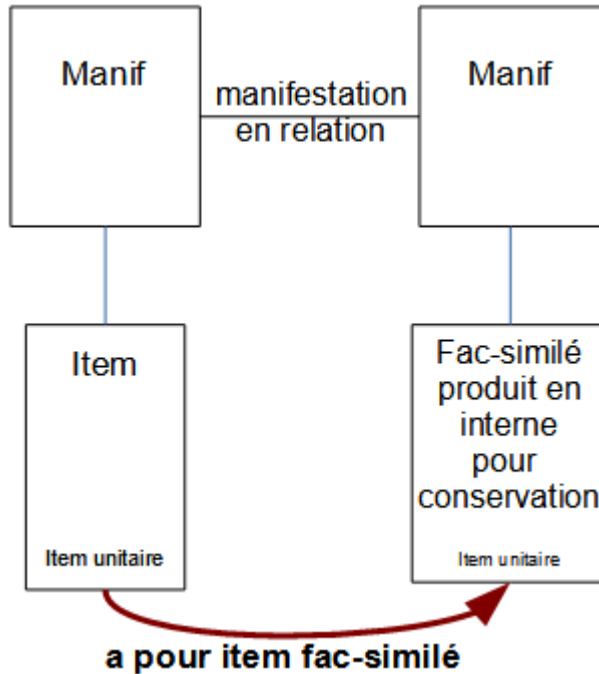 Manif
manifestation
en relation
Manif
Item
Item unitaire
Fac-similé
produit en
interne
pour
conservation
Item unitaire
a pour item fac-similé